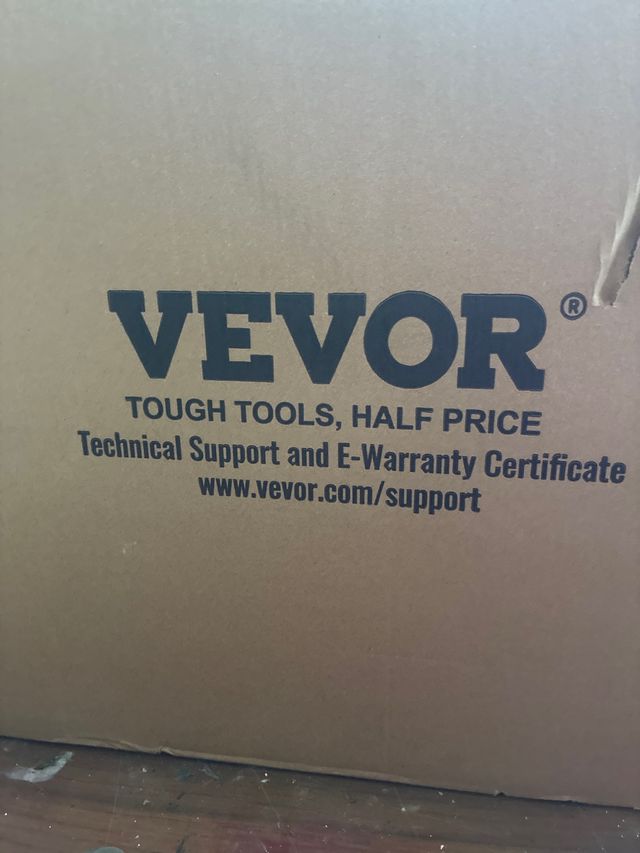 VEVOR®
TOUGH TOOLS, HALF PRICE
Technical Support and E-Warranty Certificate
www.vevor.com/support